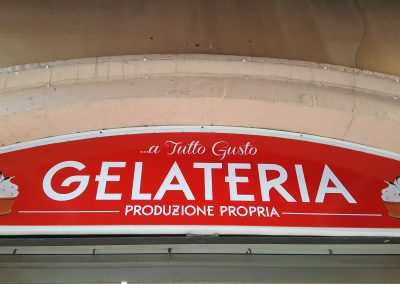 ...a Tutto Gusto
GELATERIA
PRODUZIONE PROPRIA